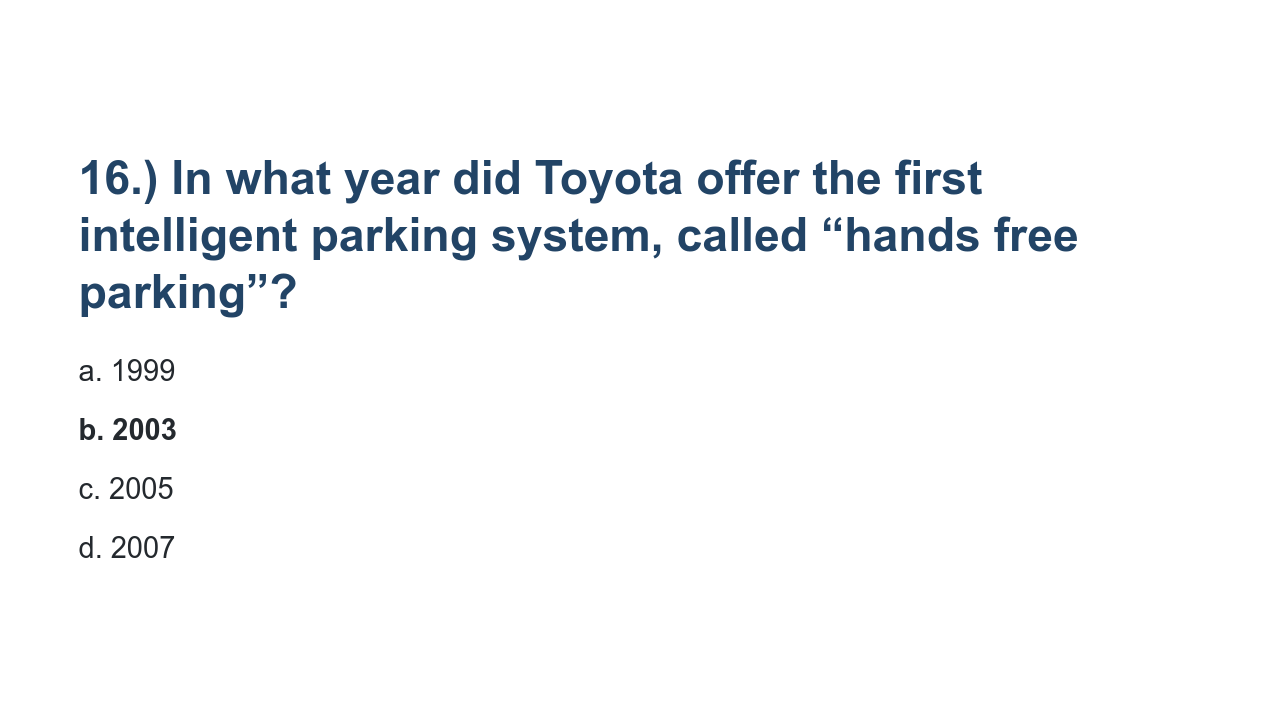 16.) In what year did Toyota offer the first
intelligent parking system, called “hands free
parking”?
a. 1999
b. 2003
c. 2005
d. 2007